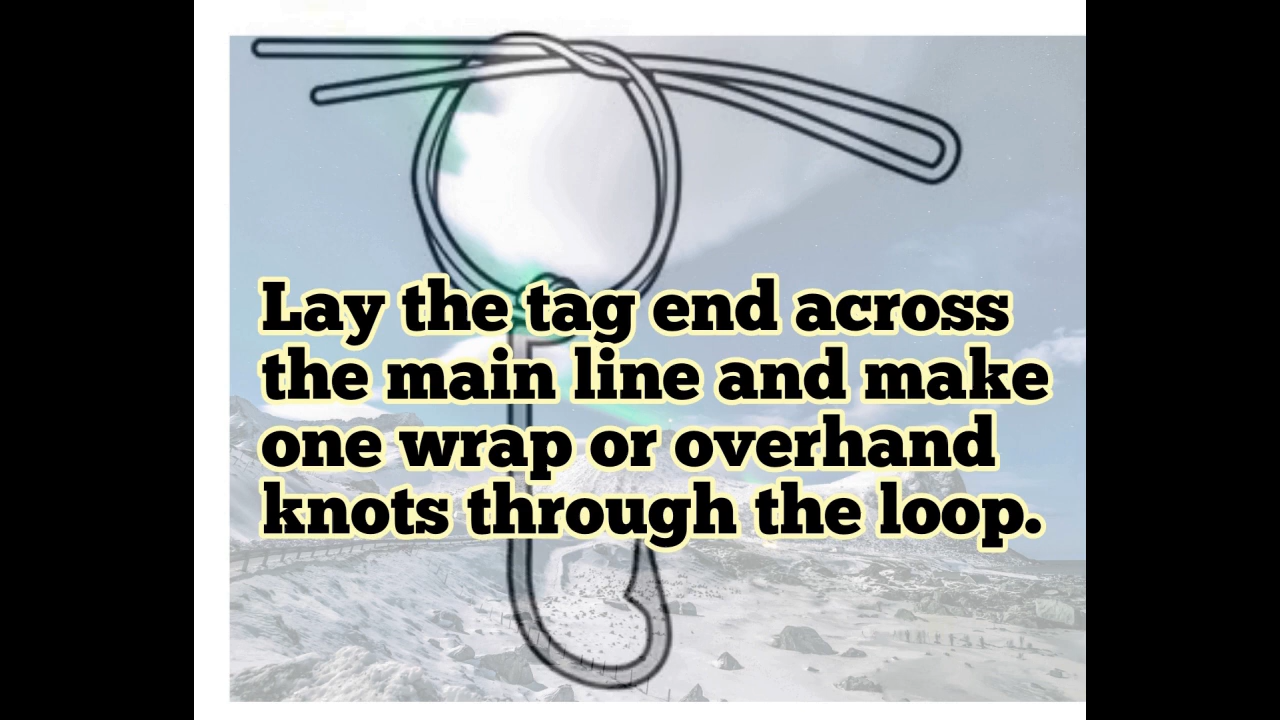 Lay the tag end across
the main line and make
one wrap or overhand
knots through the loop.